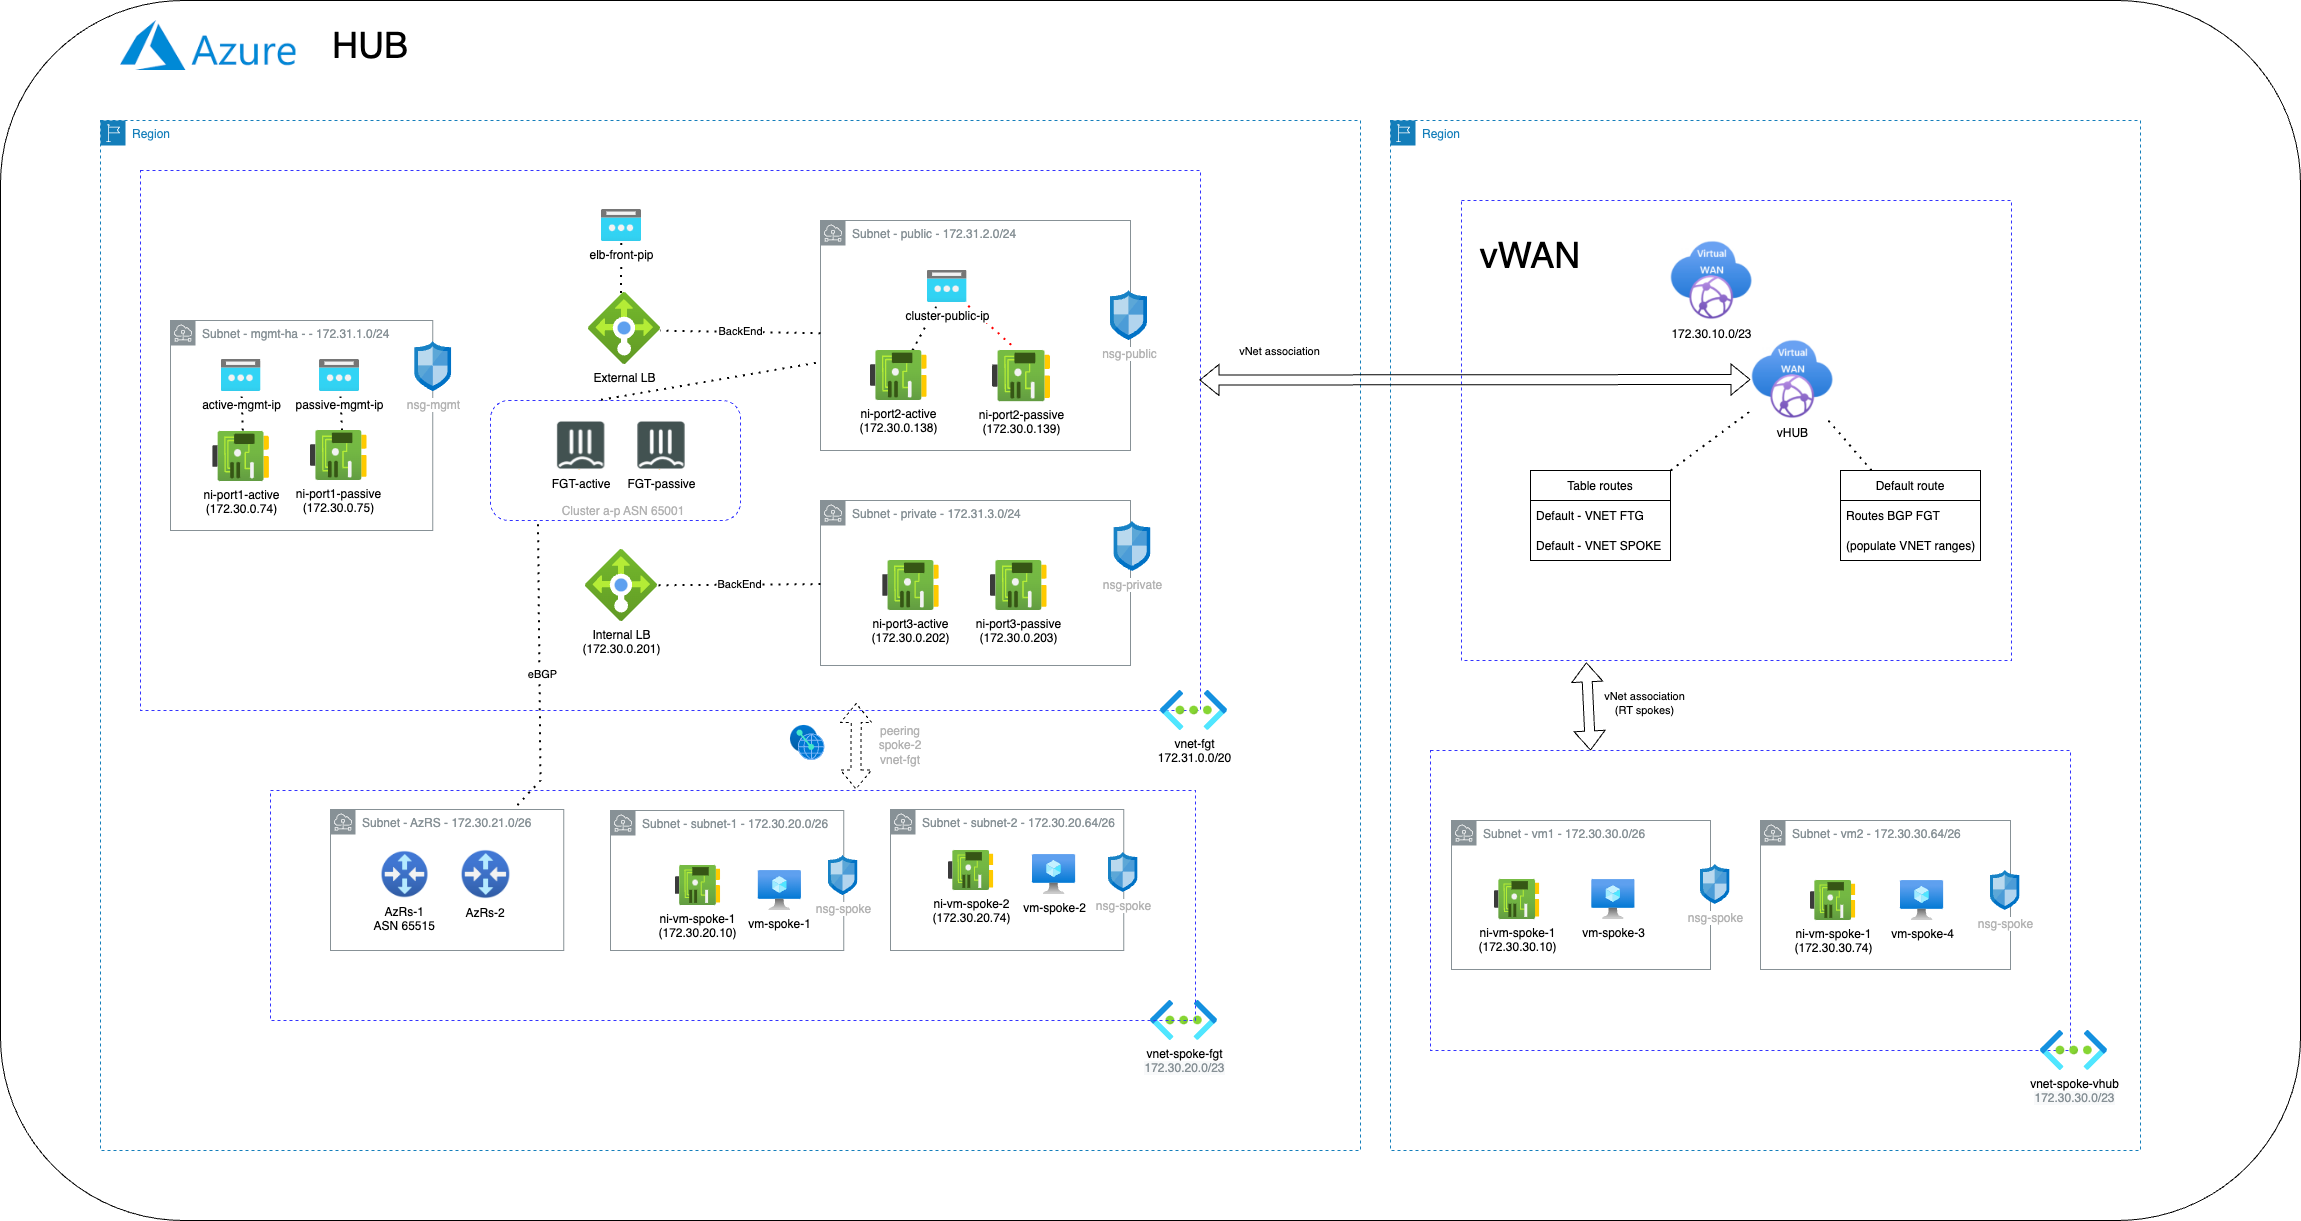 Azure
HUB
Region
elb-front-pip
External LB
BackEnd
Subnet - mgmt-ha - - 172.31.1.0/24
active-mgmt-ip
passive-mgmt-ip
nsg-mgmt
ni-port1-active
(172.30.0.74)
ni-port1-passive
(172.30.0.75)
FGT-active
FGT-passive
Cluster a-p ASN 65001
Subnet - public - 172.31.2.0/24
cluster-public-ip
nsg-public
ni-port2-active
(172.30.0.138)
ni-port2-passive
(172.30.0.139)
Subnet - private - 172.31.3.0/24
nsg-private
ni-port3-active
(172.30.0.202)
ni-port3-passive
(172.30.0.203)
BackEnd
Internal LB
(172.30.0.201)
eBGP
peering
spoke-2
vnet-fgt
vnet-fgt
172.31.0.0/20
Subnet - AzRS - 172.30.21.0/26
AzRs-1
ASN 65515
AzRs-2
Subnet - subnet-1 - 172.30.20.0/26
ni-vm-spoke-1
(172.30.20.10)
vm-spoke-1
nsg-spoke
Subnet - subnet-2 - 172.30.20.64/26
ni-vm-spoke-2
(172.30.20.74)
vm-spoke-2
nsg-spoke
vnet-spoke-fgt
172.30.20.0/23
vNet association
Region
vWAN
Virtual
WAN
172.30.10.0/23
Virtual
WAN
vHUB
Table routes
Default - VNET FTG
Default - VNET SPOKE
Default route
Routes BGP FGT
(populate VNET ranges)
vNet association
(RT spokes)
Subnet - vm1 - 172.30.30.0/26
ni-vm-spoke-1
(172.30.30.10)
vm-spoke-3
nsg-spoke
Subnet - vm2 - 172.30.30.64/26
ni-vm-spoke-1
(172.30.30.74)
vm-spoke-4
nsg-spoke
vnet-spoke-vhub
172.30.30.0/23